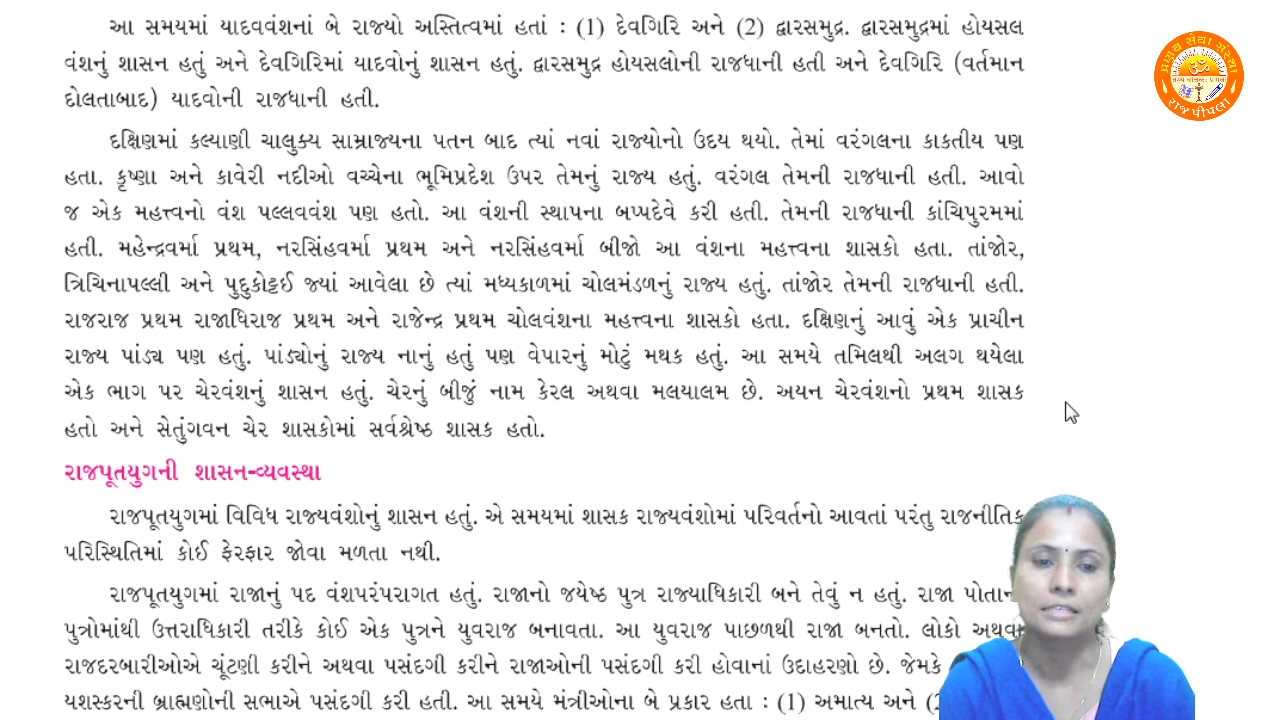 આ સમયમાં યાદવવંશનાં બે રાજ્યો અસ્તિત્વમાં હતાં : (1) દેવગિરિ અને (2) દ્વારસમુદ્ર. દ્વારસમુદ્રમાં હોયસલ
વંશનું શાસન હતું અને દેવગિરિમાં યાદવોનું શાસન હતું. દ્વારસમુદ્ર હોયસલોની રાજધાની હતી અને દેવગિરિ (વર્તમાન
દોલતાબાદ) યાદવોની રાજધાની હતી.
દક્ષિણમાં કલ્યાણી ચાલુક્ય સામ્રાજ્યના પતન બાદ ત્યાં નવાં રાજ્યોનો ઉદય થયો. તેમાં વરંગલના કાકતીય પણ
હતા. કૃષ્ણા અને કાવેરી નદીઓ વચ્ચેના ભૂમિપ્રદેશ ઉપર તેમનું રાજ્ય હતું. વરંગલ તેમની રાજધાની હતી. આવો
જ એક મહત્ત્વનો વંશ પલ્લવવંશ પણ હતો. આ વંશની સ્થાપના બપ્પદેવે કરી હતી. તેમની રાજધાની કાંચિપુરમમાં
હતી. મહેન્દ્રવર્મા પ્રથમ, નરસિંહવર્મા પ્રથમ અને નરસિંહવર્મા બીજો આ વંશના મહત્ત્વના શાસકો હતા. તાંજોર,
ત્રિચિનાપલ્લી અને પુદુકોટ્ટઈ જ્યાં આવેલા છે ત્યાં મધ્યકાળમાં ચોલમંડળનું રાજ્ય હતું. તાંજોર તેમની રાજધાની હતી.
રાજરાજ પ્રથમ રાજાધિરાજ પ્રથમ અને રાજેન્દ્ર પ્રથમ ચોલવંશના મહત્ત્વના શાસકો હતા. દક્ષિણનું આવું એક પ્રાચીન
રાજ્ય પાંડ્ય પણ હતું. પાંડ્યોનું રાજ્ય નાનું હતું પણ વેપારનું મોટું મથક હતું. આ સમયે તમિલથી અલગ થયેલા
એક ભાગ પર ચેરવંશનું શાસન હતું. ચેરનું બીજું નામ કેરલ અથવા મલયાલમ છે. અયન ચેરવંશનો પ્રથમ શાસક
હતો અને સેતુંગવન ચેર શાસકોમાં સર્વશ્રેષ્ઠ શાસક હતો.
રાજપૂતયુગની શાસન-વ્યવસ્થા
રાજપૂતયુગમાં વિવિધ રાજ્યવંશોનું શાસન હતું. એ સમયમાં શાસક રાજ્યવંશોમાં પરિવર્તનો આવતાં પરંતુ રાજનીતિક
પરિસ્થિતિમાં કોઈ ફેરફાર જોવા મળતા નથી.
રાજપૂતયુગમાં રાજાનું પદ વંશપરંપરાગત હતું. રાજાનો જયેષ્ઠ પુત્ર રાજ્યાધિકારી બને તેવું ન હતું. રાજા
પુત્રોમાંથી ઉત્તરાધિકારી તરીકે કોઈ એક પુત્રને યુવરાજ બનાવતા. આ યુવરાજ પાછળથી રાજા બનતો. લોકો
રાજદરબારીઓએ ચૂંટણી કરીને અથવા પસંદગી કરીને રાજાઓની પસંદગી કરી હોવાનાં ઉદાહરણો છે. જેમકે
યશસ્કરની બ્રાહ્મણોની સભાએ પસંદગી કરી હતી. આ સમયે મંત્રીઓના બે પ્રકાર હતા : (1) અમાત્ય અને
પ્રણવ સેવા સંસ્થા
રાજપીપલા